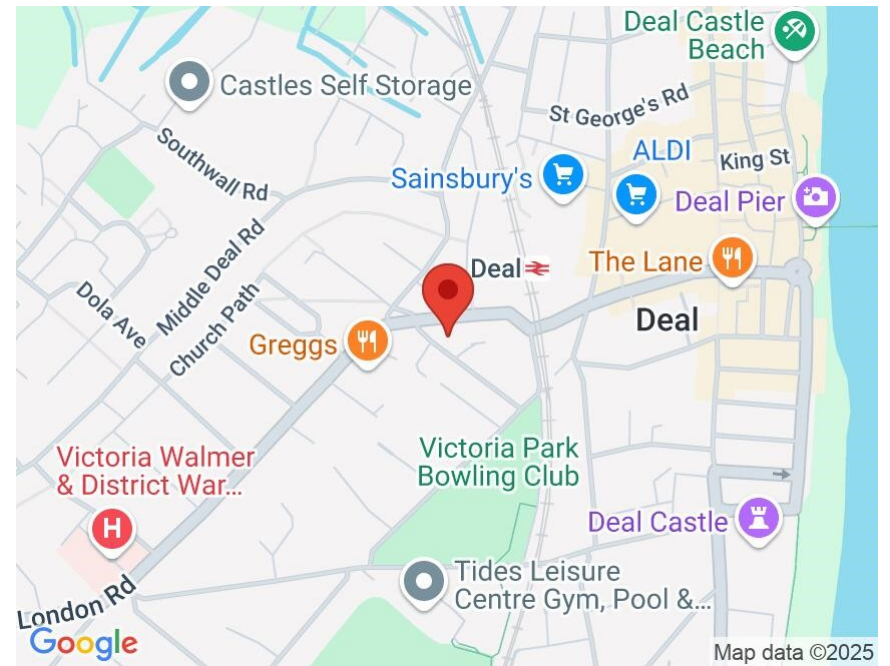 Deal Castle
Beach
Castles Self Storage
St George's Rd
ALDI
King St
Southwall Rd
Sainsbury's
Deal Pier
Middle Deal Rd
Deal
The Lane
Dola Ave
Church Path
Deal
Greggs
Victoria Walmer
& District War...
H
Victoria Park
Bowling Club
Deal Castle
Tides Leisure
Centre Gym, Pool &...
London Rd
Google
Map data ©2025